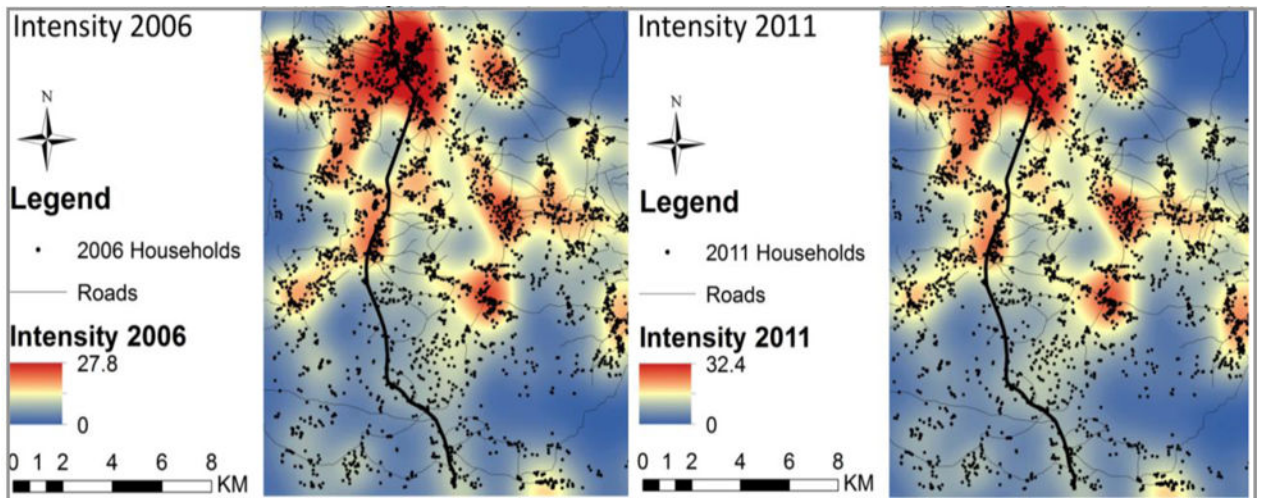 Intensity 2006
N
Legend
2006 Households
Roads
Intensity 2006
27.8
0
0 1 2 4 6 8
KM
Intensity 2011
N
Legend
2011 Households
Roads
Intensity 2011
32.4
0
0 1 2 4 6 8
KM